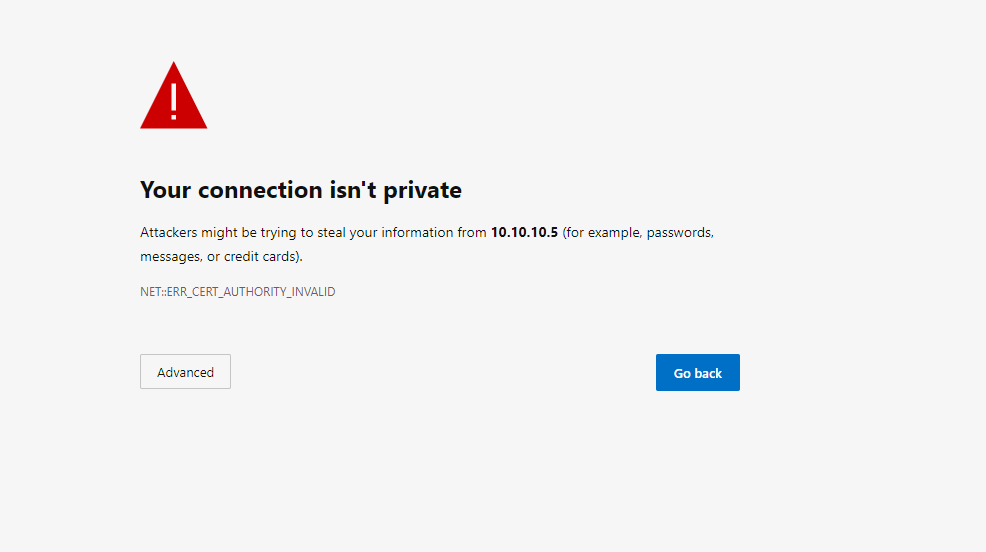 Your connection isn't private
Attackers might be trying to steal your information from 10.10.10.5 (for example, passwords,
messages, or credit cards).
NET::ERR_CERT_AUTHORITY_INVALID
Advanced
Go back